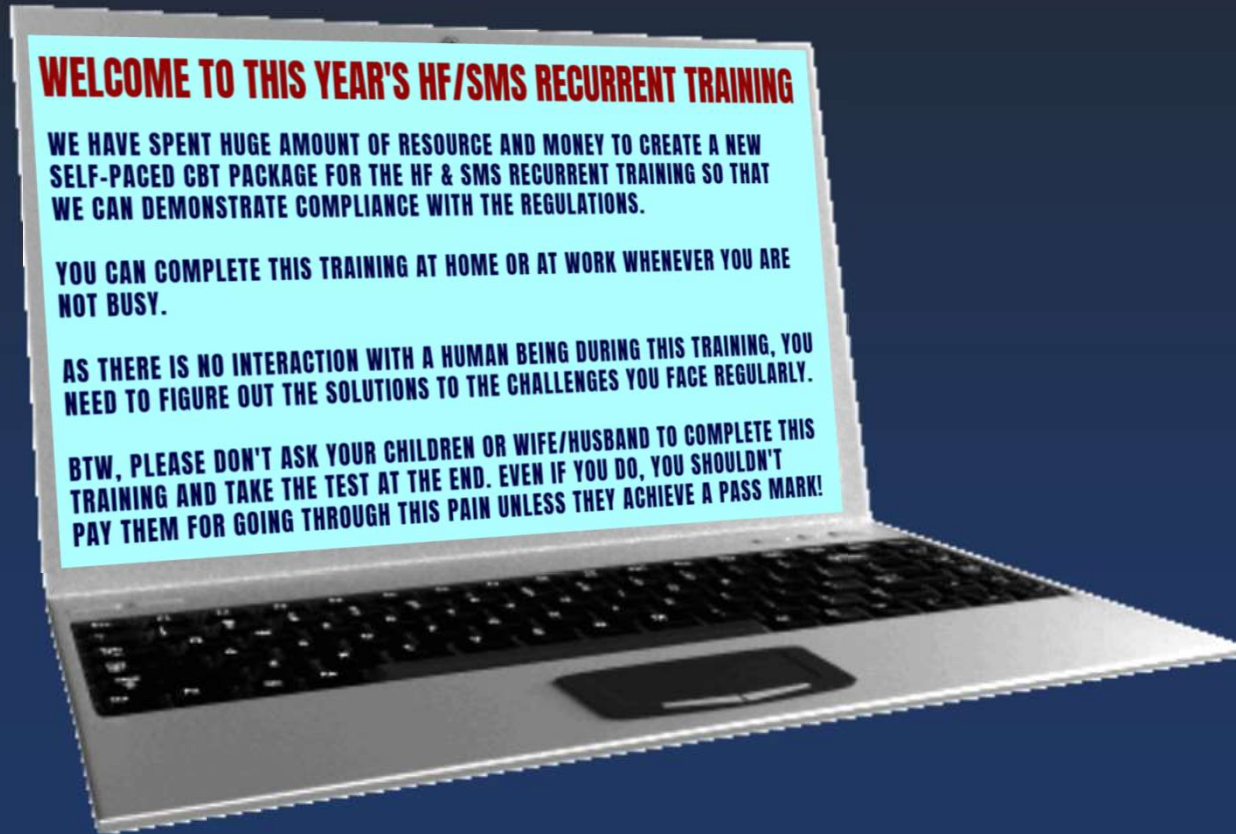 WELCOME TO THIS YEAR'S HF/SMS RECURRENT TRAINING
WE HAVE SPENT HUGE AMOUNT OF RESOURCE AND MONEY TO CREATE A NEW
SELF-PACED CBT PACKAGE FOR THE HF & SMS RECURRENT TRAINING SO THAT
WE CAN DEMONSTRATE COMPLIANCE WITH THE REGULATIONS.
YOU CAN COMPLETE THIS TRAINING AT HOME OR AT WORK WHENEVER YOU ARE
NOT BUSY.
AS THERE IS NO INTERACTION WITH A HUMAN BEING DURING THIS TRAINING, YOU
NEED TO FIGURE OUT THE SOLUTIONS TO THE CHALLENGES YOU FACE REGULARLY.
BTW, PLEASE DON'T ASK YOUR CHILDREN OR WIFE/HUSBAND TO COMPLETE THIS
TRAINING AND TAKE THE TEST AT THE END. EVEN IF YOU DO, YOU SHOULDN'T
PAY THEM FOR GOING THROUGH THIS PAIN UNLESS THEY ACHIEVE A PASS MARK!